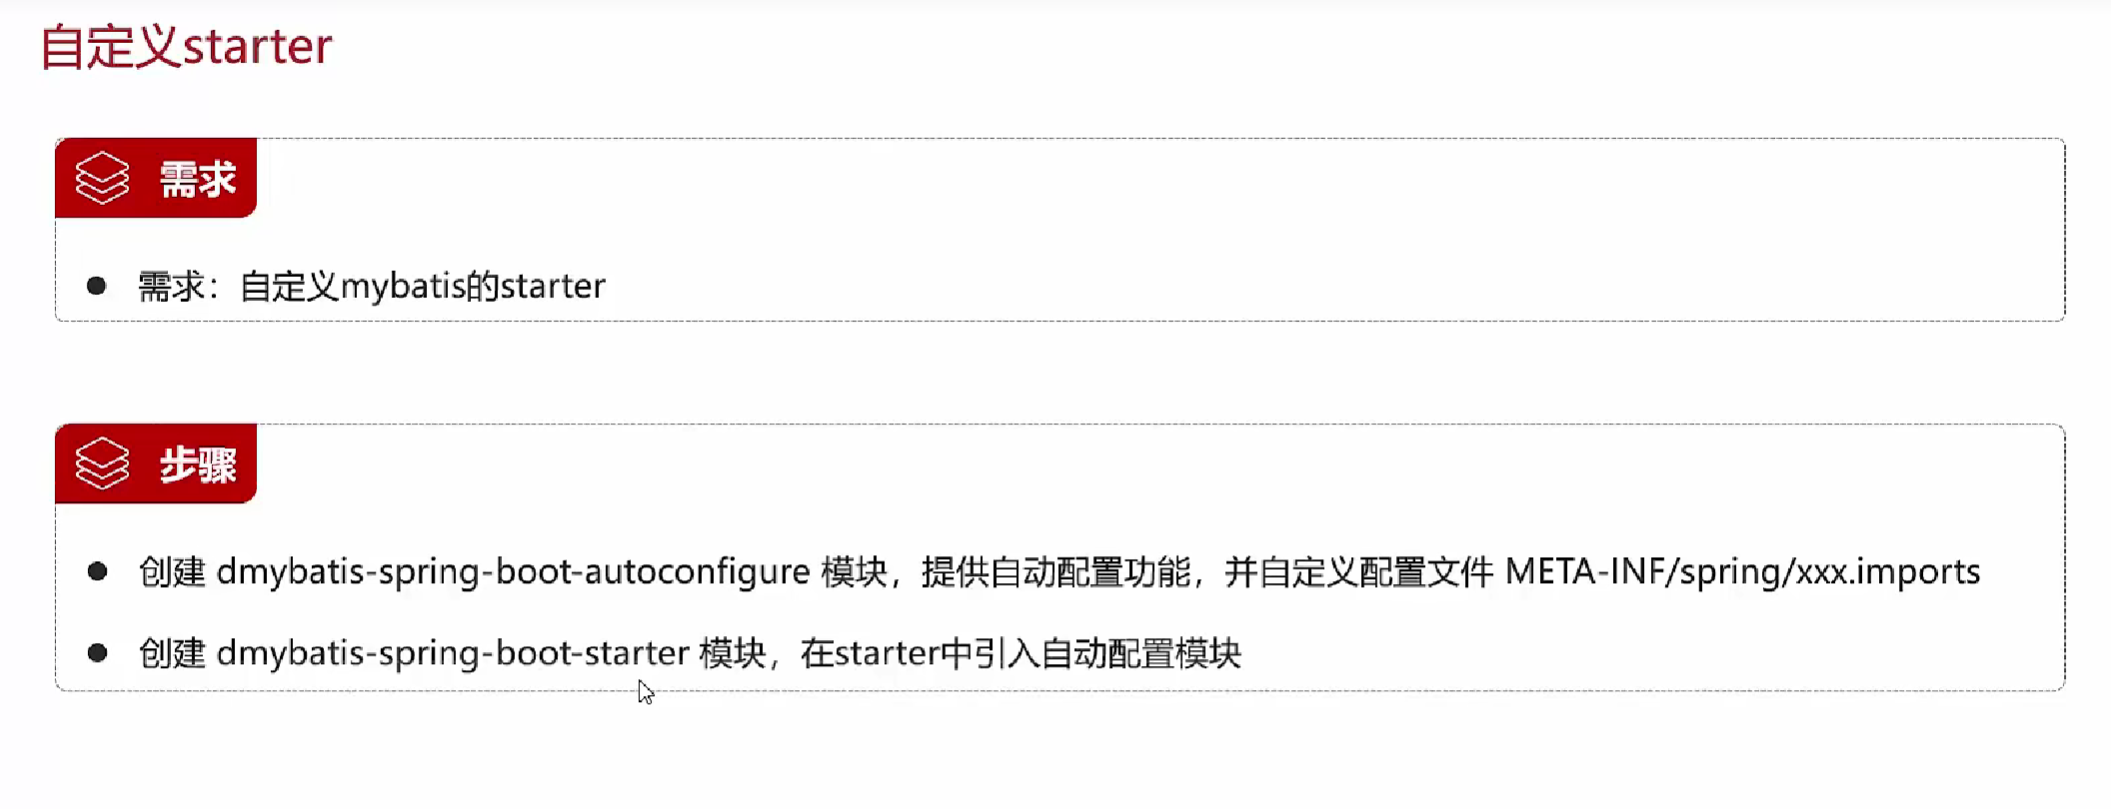 自定义starter
需求
需求：自定义mybatis的starter
步骤
创建 dmybatis-spring-boot-autoconfigure 模块，提供自动配置功能，并自定义配置文件 META-INF/spring/xxx.imports
创建 dmybatis-spring-boot-starter 模块，在starter中引入自动配置模块